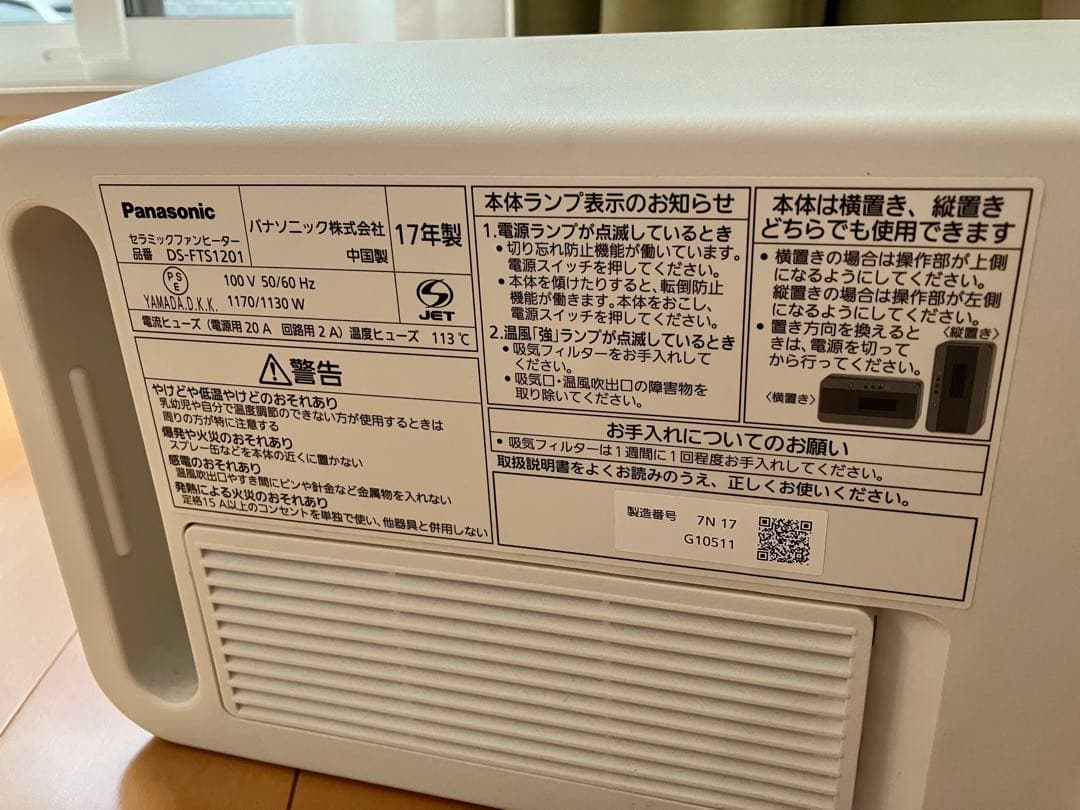 Panasonic
セラミックファンヒーター
品番 DS-FTS1201
パナソニック株式会社
中国製
17年製
PS
E
YAMADA.D.K.K.
100 V 50/60 Hz
1170/1130 W
JET
電流ヒューズ (電源用 20 A 回路用 2 A) 温度ヒューズ 113 ℃
警告
やけどや低温やけどのおそれあり
乳幼児や自分で温度調節のできない方が使用するときは
周りの方が特に注意する
爆発や火災のおそれあり
スプレー缶などを本体の近くに置かない
感電のおそれあり
温風吹出口やすき間にピンや針金など金属物を入れない
発熱による火災のおそれあり
定格15 A以上のコンセントを単独で使い、他器具と併用しない
本体ランプ表示のお知らせ
1.電源ランプが点滅しているとき
• 切り忘れ防止機能が働いています。
電源スイッチを押してください。
• 本体を傾けたりすると、転倒防止
機能が働きます。本体をおこし、
電源スイッチを押してください。
2.温風「強」ランプが点滅しているとき
• 吸気フィルターをお手入れして
ください。
• 吸気口・温風吹出口の障害物を
取り除いてください。
本体は横置き、縦置き
どちらでも使用できます
• 横置きの場合は操作部が上側
になるようにしてください。
縦置きの場合は操作部が左側
になるようにしてください。
• 置き方向を換えると
きは、電源を切って
から行ってください。
〈縦置き〉
〈横置き〉
お手入れについてのお願い
• 吸気フィルターは1週間に1回程度お手入れしてください。
取扱説明書をよくお読みのうえ、正しくお使いください。
製造番号 7N 17
G10511